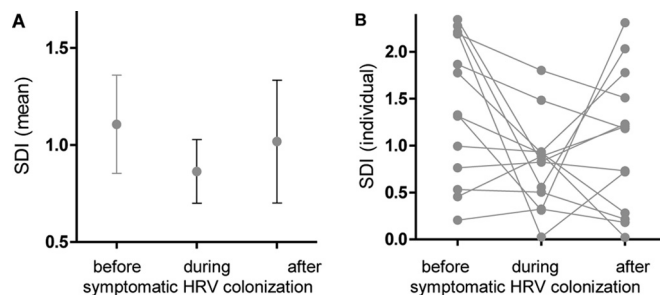 A
SDI (mean)
1.5
1.0
0.5
before during after
symptomatic HRV colonization
B
SDI (individual)
2.0
1.5
1.0
0.5
0.0
before during after
symptomatic HRV colonization